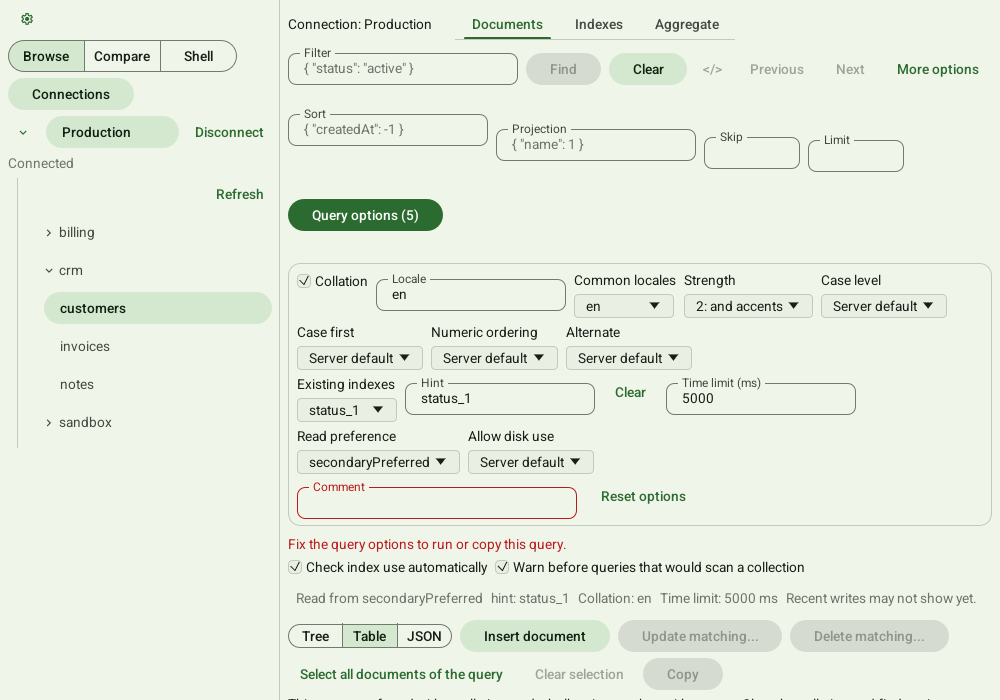 Browse Compare Shell
Connections
Production Disconnect
Connected
Refresh
billing
crm
customers
invoices
notes
sandbox
Connection: Production Documents Indexes Aggregate
Filter
{ "status": "active" } Find Clear </> Previous Next More options
Sort
{ "createdAt": -1 }
Projection
{ "name": 1 }
Skip
Limit
Query options (5)
Collation Locale Common locales Strength Case level
en en 2: and accents Server default
Case first Numeric ordering Alternate
Server default Server default Server default
Existing indexes Hint Clear Time limit (ms)
status_1 status_1 5000
Read preference Allow disk use
secondaryPreferred Server default
Comment Reset options
Fix the query options to run or copy this query.
Check index use automatically Warn before queries that would scan a collection
Read from secondaryPreferred hint: status_1 Collation: en Time limit: 5000 ms Recent writes may not show yet.
Tree Table JSON Insert document Update matching... Delete matching...
Select all documents of the query Clear selection Copy